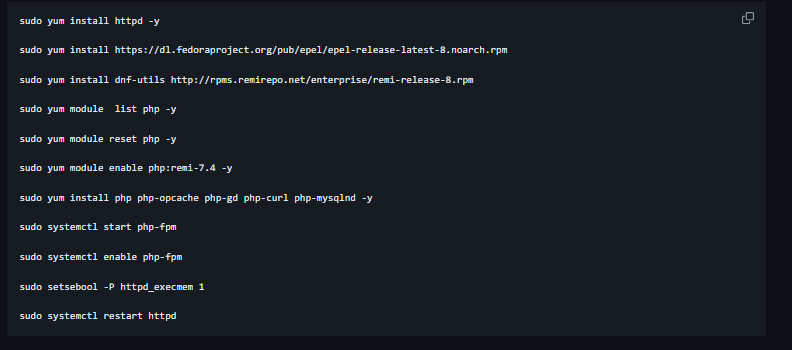 sudo yum install httpd -y
sudo yum install https://dl.fedoraproject.org/pub/epel/epel-release-latest-8.noarch.rpm
sudo yum install dnf-utils http://rpms.remirepo.net/enterprise/remi-release-8.rpm
sudo yum module  list php -y
sudo yum module reset php -y
sudo yum module enable php:remi-7.4 -y
sudo yum install php php-opcache php-gd php-curl php-mysqlnd -y
sudo systemctl start php-fpm
sudo systemctl enable php-fpm
sudo setsebool -P httpd_execmem 1
sudo systemctl restart httpd